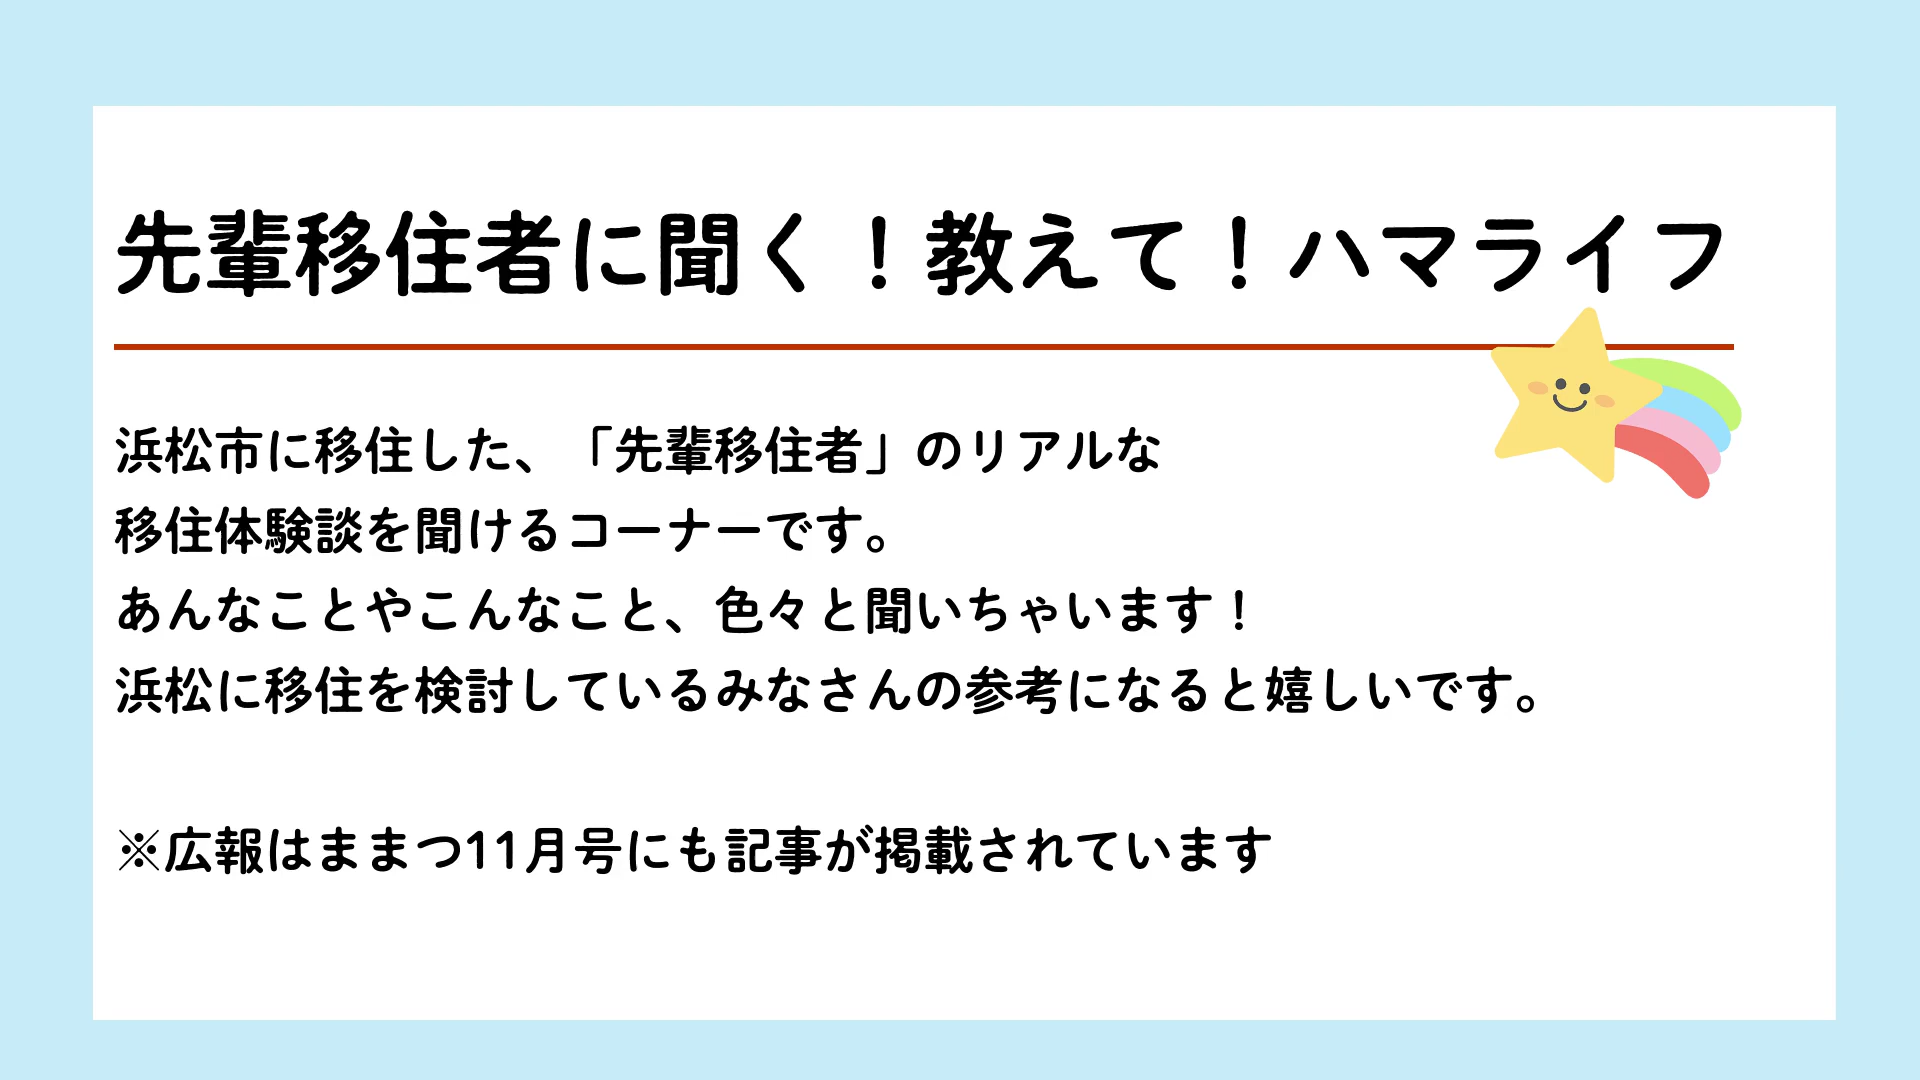 先輩移住者に聞く！教えて！ハマライフ
浜松市に移住した、「先輩移住者」のリアルな
移住体験談を聞けるコーナーです。
あんなことやこんなこと、色々と聞いちゃいます！
浜松に移住を検討しているみなさんの参考になると嬉しいです。
※広報はままつ11月号にも記事が掲載されています